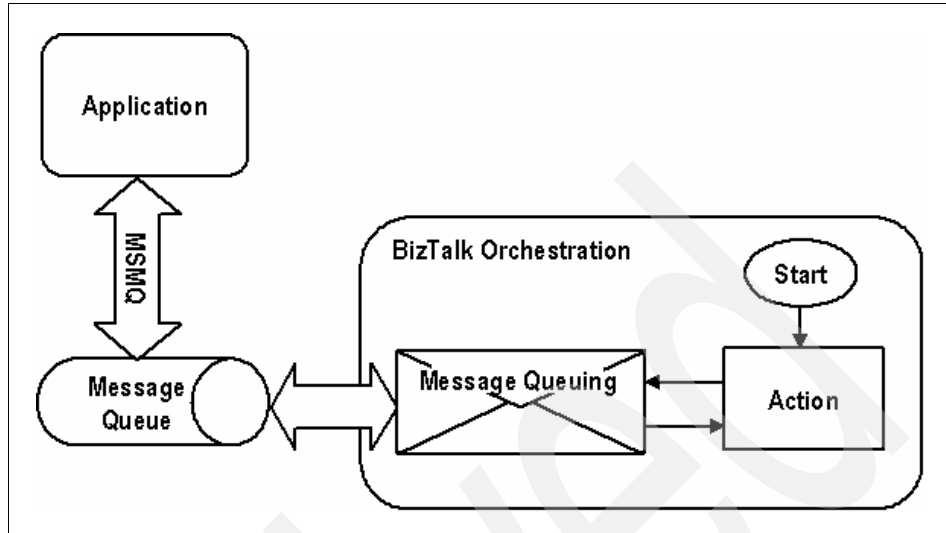 Application
MSMQ
Message
Queue
BizTalk Orchestration
Start
Message Queuing
Action